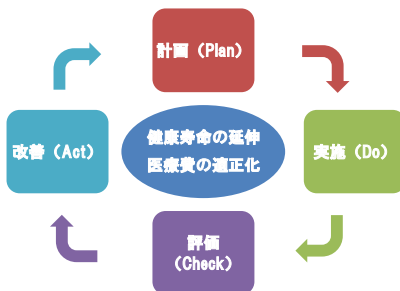 計画（Plan）
改善（Act）
健康寿命の延伸
医療費の適正化
実施（Do）
評価
（Check）